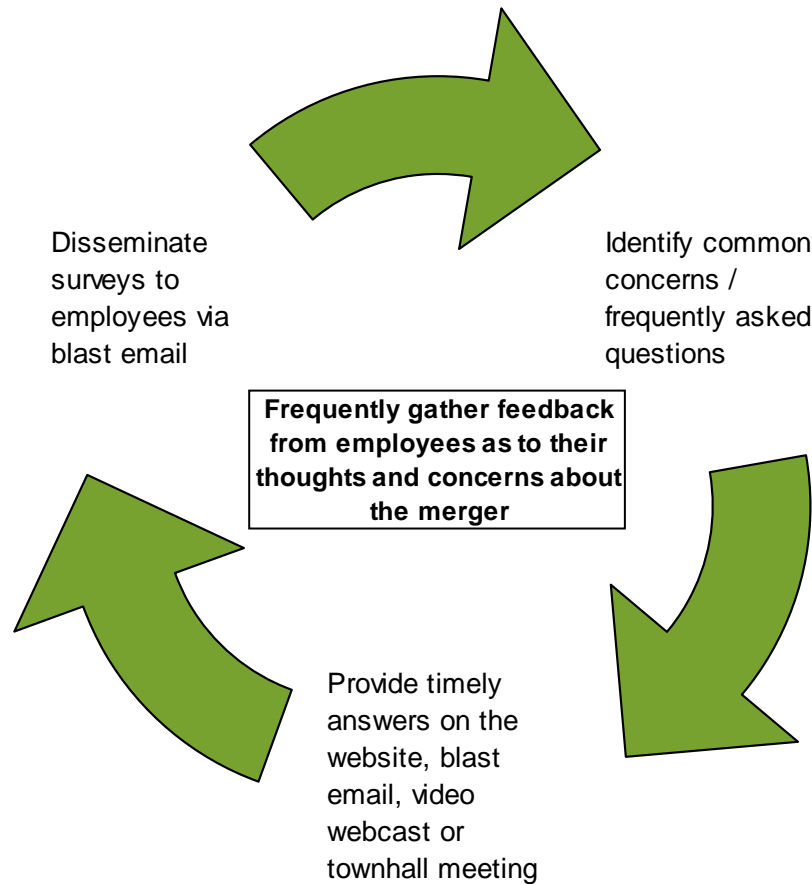 Disseminate
surveys to
employees via
blast email
Identify common
concerns /
frequently asked
questions
Frequently gather feedback
from employees as to their
thoughts and concerns about
the merger
Provide timely
answers on the
website, blast
email, video
webcast or
townhall meeting